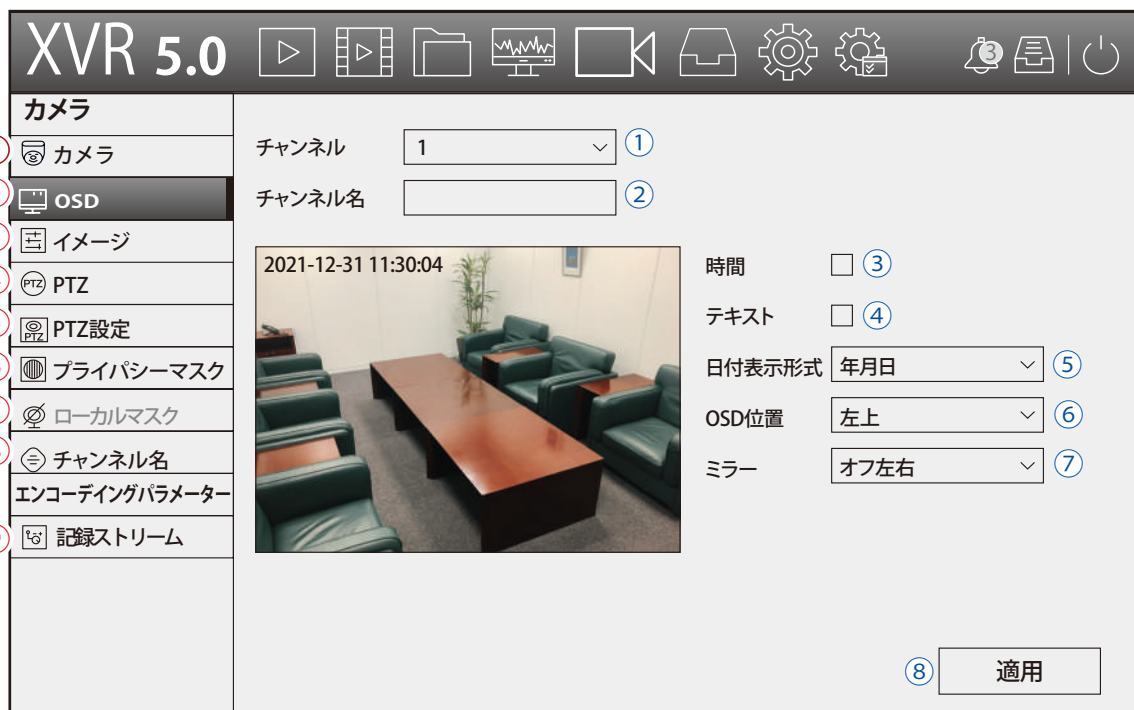 XVR 5.0
3
カメラ
カメラ
OSD
イメージ
PTZ PTZ
PTZ PTZ設定
プライパシーマスク
ローカルマスク
チャンネル名
エンコーデイングパラメーター
記録ストリーム
チャンネル 1 ①
チャンネル名 ②
2021-12-31 11:30:04
時間 ③
テキスト ④
日付表示形式 年月日 ⑤
OSD位置 左上 ⑥
ミラー オフ左右 ⑦
⑧ 適用